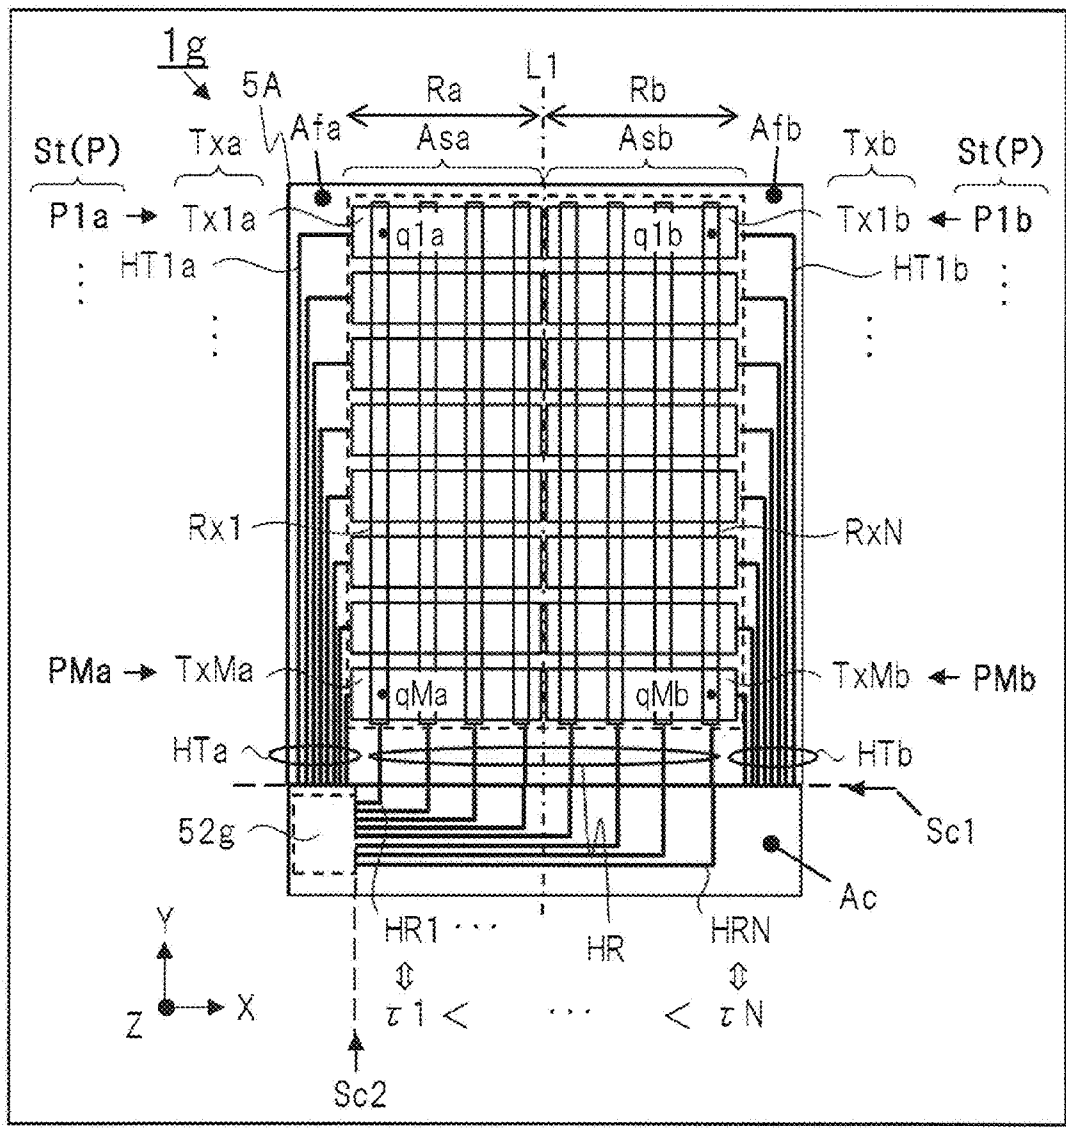 1g
L1
5A
Ra
Rb
Afa
Asa
Asb
Afb
St(P)
Txa
Txb
St(P)
P1a
Tx1a
q1a
q1b
Tx1b
P1b
HT1a
HT1b
Rx1
RxN
PMa
TxMa
qMa
qMb
TxMb
PMb
HTa
HTb
52g
Sc1
Ac
HR1 ...
HR
HRN
Y
X
Z
τ1 < ... < τN
Sc2